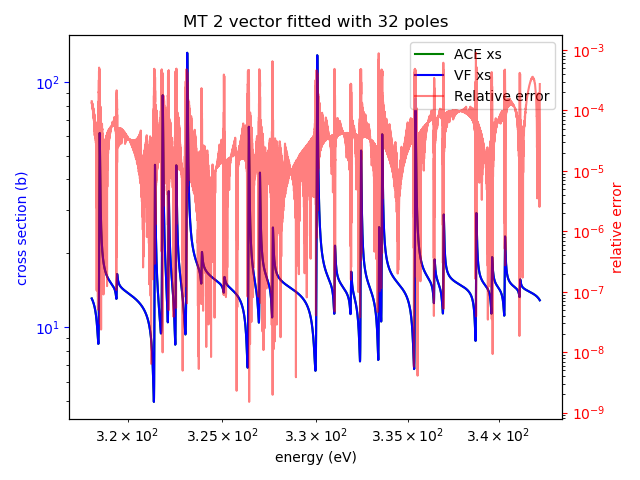 MT 2 vector fitted with 32 poles
ACE xs
VF xs
Relative error
cross section (b)
10²
10¹
relative error
10⁻³
10⁻⁴
10⁻⁵
10⁻⁶
10⁻⁷
10⁻⁸
10⁻⁹
3.2 × 10² 3.25 × 10² 3.3 × 10² 3.35 × 10² 3.4 × 10²
energy (eV)